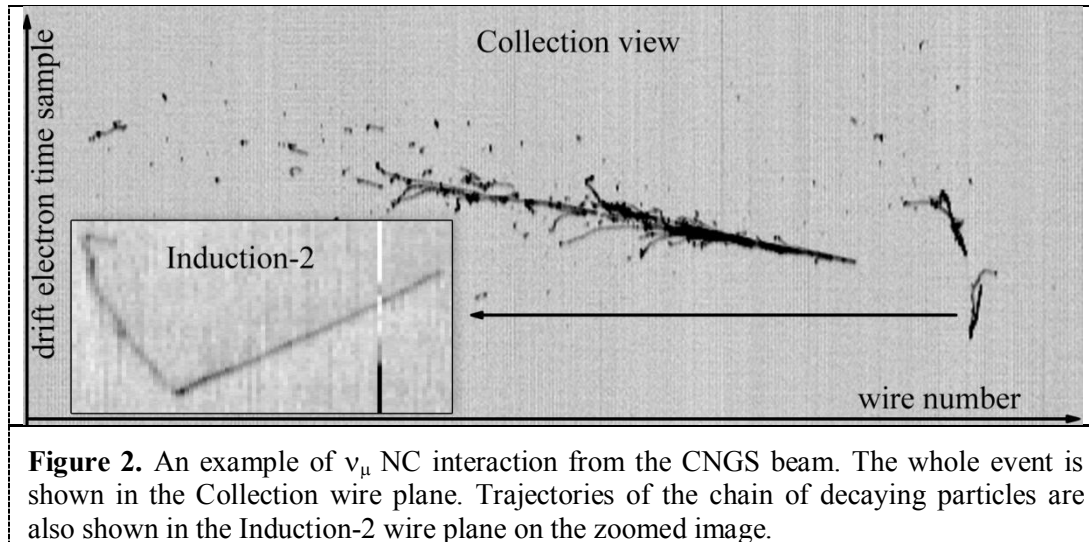 Collection view
drift electron time sample
Induction-2
wire number
Figure 2. An example of νμ NC interaction from the CNGS beam. The whole event is
shown in the Collection wire plane. Trajectories of the chain of decaying particles are
also shown in the Induction-2 wire plane on the zoomed image.